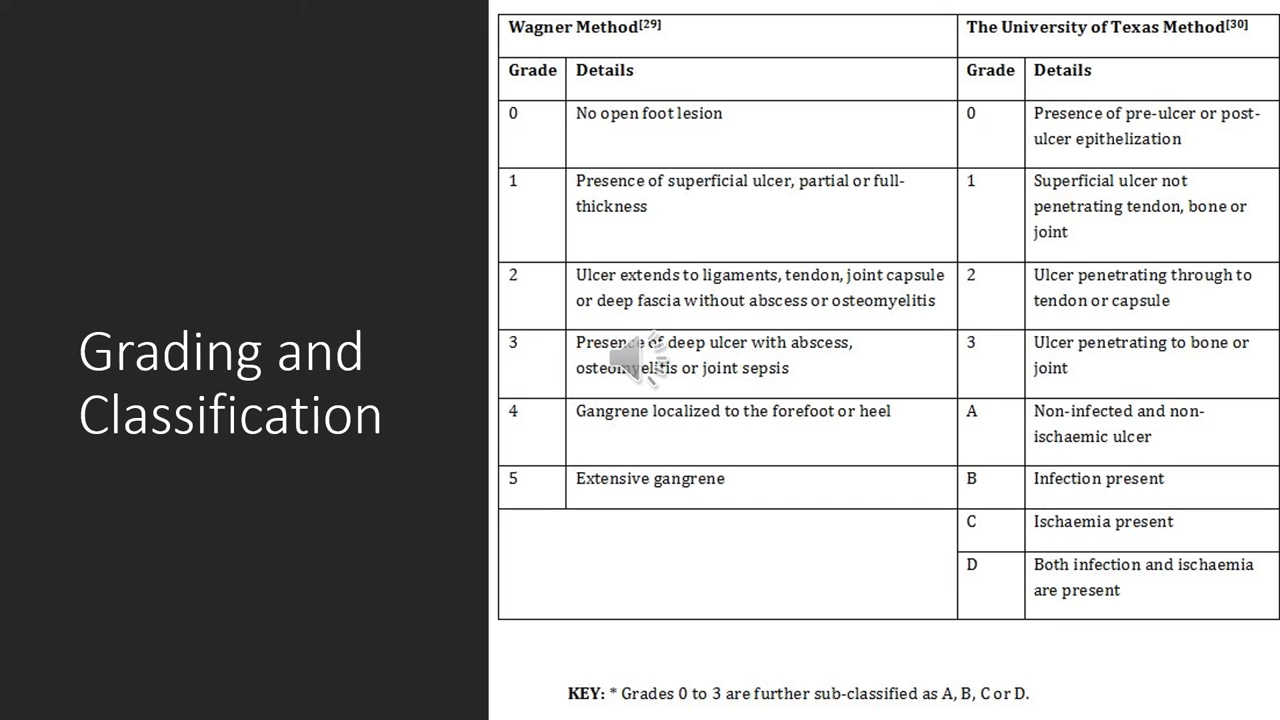 Grading and
Classification
Wagner Method[29]
The University of Texas Method[30]
Grade
Details
Grade
Details
0
No open foot lesion
0
Presence of pre-ulcer or post-
ulcer epithelization
1
Presence of superficial ulcer, partial or full-
thickness
1
Superficial ulcer not
penetrating tendon, bone or
joint
2
Ulcer extends to ligaments, tendon, joint capsule
or deep fascia without abscess or osteomyelitis
2
Ulcer penetrating through to
tendon or capsule
3
Presence of deep ulcer with abscess,
osteomyelitis or joint sepsis
3
Ulcer penetrating to bone or
joint
4
Gangrene localized to the forefoot or heel
A
Non-infected and non-
ischaemic ulcer
5
Extensive gangrene
B
Infection present
C
Ischaemia present
D
Both infection and ischaemia
are present
KEY: * Grades 0 to 3 are further sub-classified as A, B, C or D.